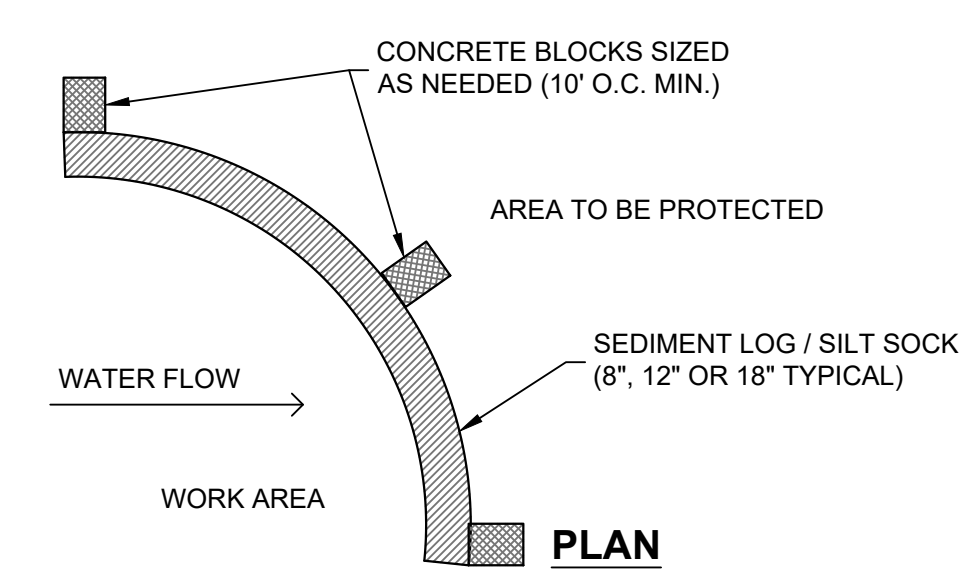 CONCRETE BLOCKS SIZED
AS NEEDED (10' O.C. MIN.)
AREA TO BE PROTECTED
SEDIMENT LOG / SILT SOCK
(8", 12" OR 18" TYPICAL)
WATER FLOW
WORK AREA
PLAN